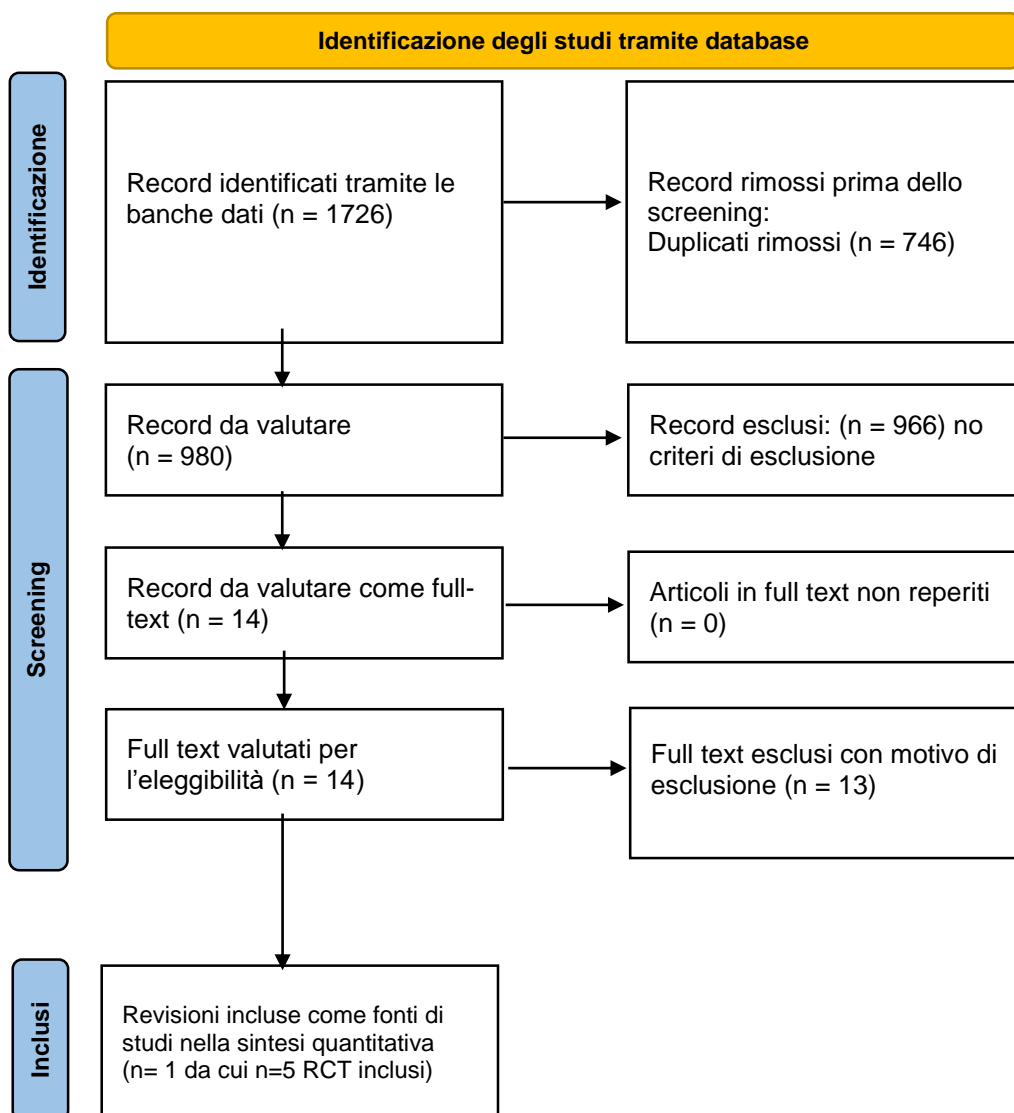 Identificazione degli studi tramite database
Identificazione
Record identificati tramite le
banche dati (n = 1726)
Record rimossi prima dello
screening:
Duplicati rimossi (n = 746)
Screening
Record da valutare
(n = 980)
Record esclusi: (n = 966) no
criteri di esclusione
Record da valutare come full-
text (n = 14)
Articoli in full text non reperiti
(n = 0)
Full text valutati per
l’eleggibilità (n = 14)
Full text esclusi con motivo di
esclusione (n = 13)
Inclusi
Revisioni incluse come fonti di
studi nella sintesi quantitativa
(n= 1 da cui n=5 RCT inclusi)